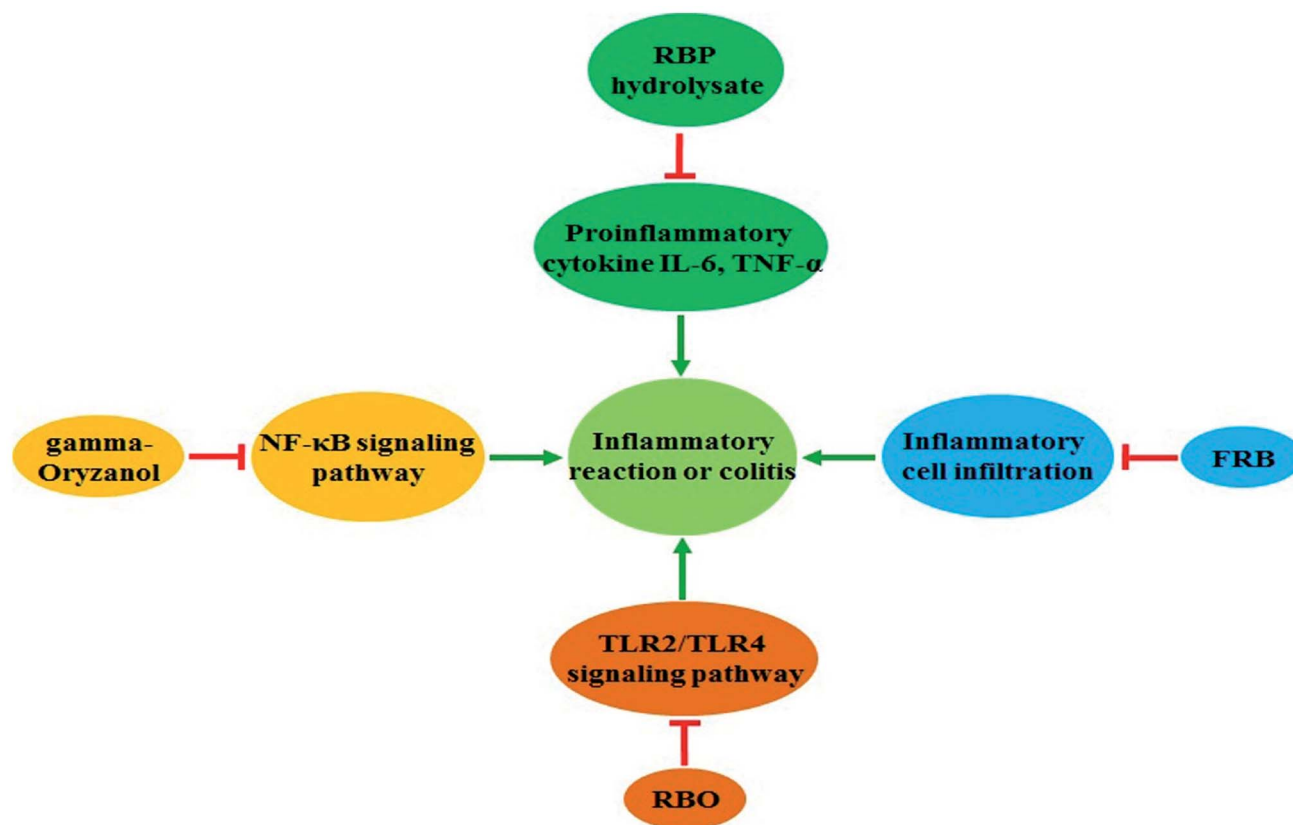 RBP
hydrolysate
Proinflammatory
cytokine IL-6, TNF-α
gamma-
Oryzanol
NF-κB signaling
pathway
Inflammatory
reaction or colitis
Inflammatory
cell infiltration
FRB
TLR2/TLR4
signaling pathway
RBO